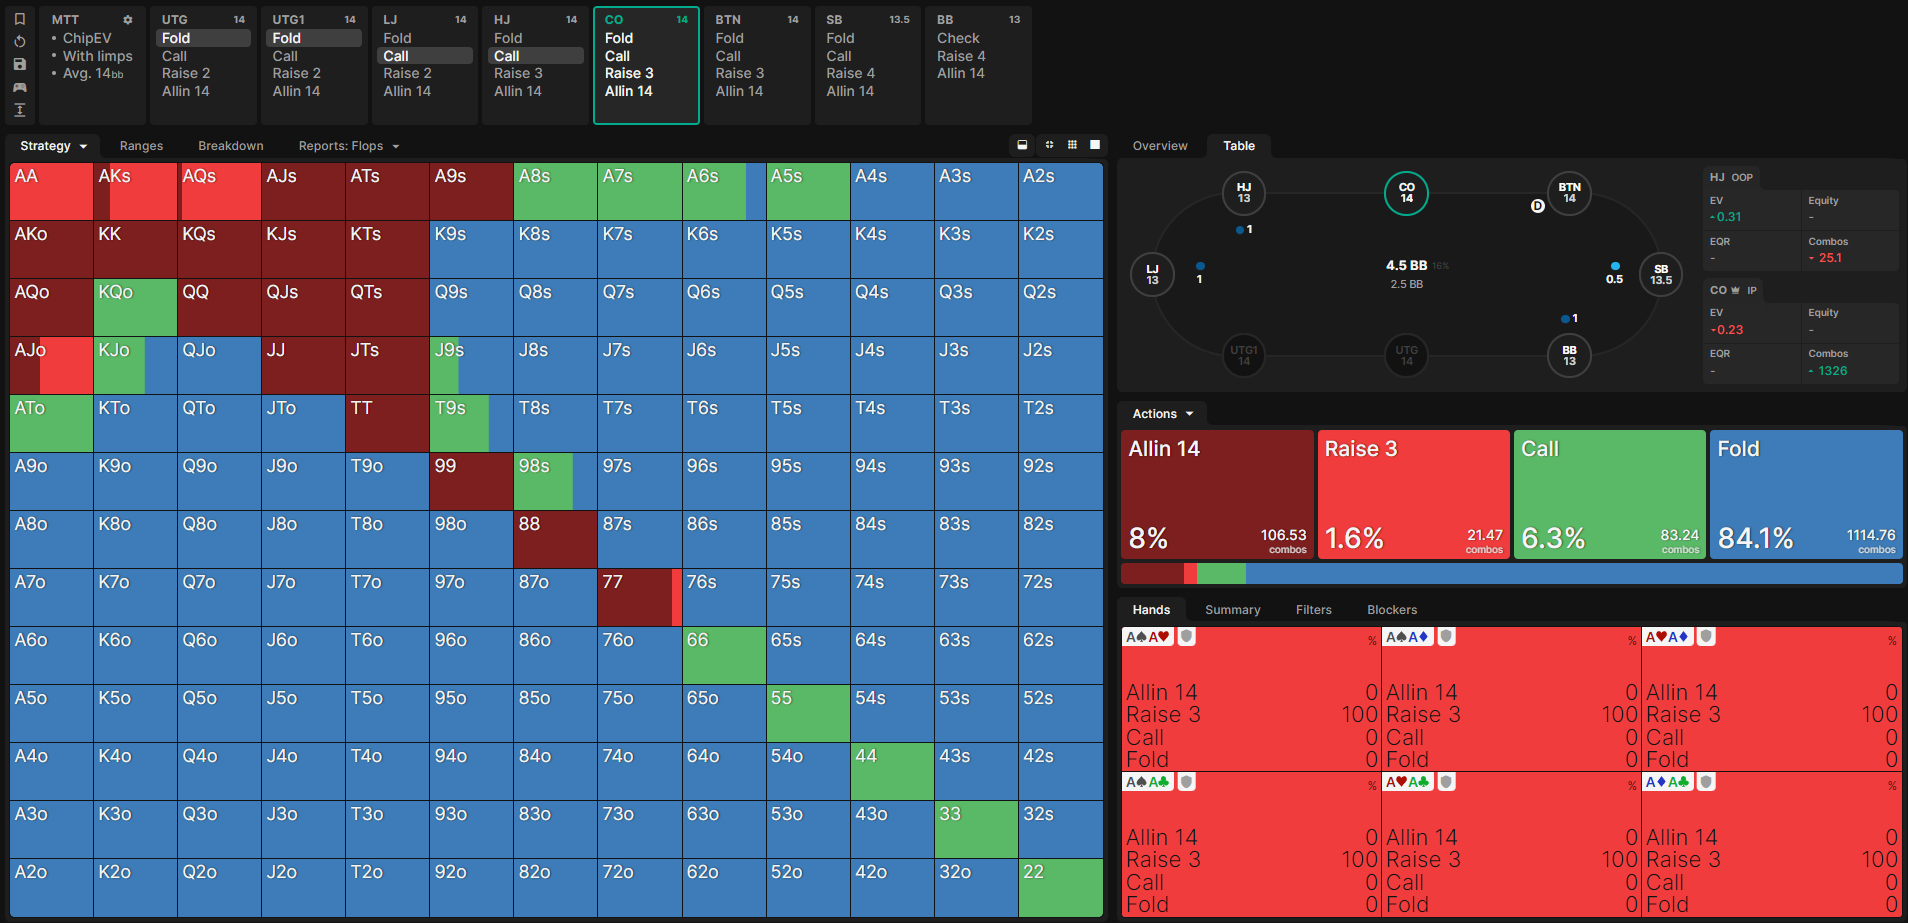 MTT
• ChipEV
• With limps
• Avg. 14bb
UTG 14
Fold
Call
Raise 2
Allin 14
UTG1 14
Fold
Call
Raise 2
Allin 14
LJ 14
Fold
Call
Raise 2
Allin 14
HJ 14
Fold
Call
Raise 3
Allin 14
CO 14
Fold
Call
Raise 3
Allin 14
BTN 14
Fold
Call
Raise 3
Allin 14
SB 13.5
Fold
Call
Raise 4
Allin 14
BB 13
Check
Raise 4
Allin 14
Strategy Ranges Breakdown Reports: Flops
AA AKs AQs AJs ATs A9s A8s A7s A6s A5s A4s A3s A2s
AKo KK KQs KJs KTs K9s K8s K7s K6s K5s K4s K3s K2s
AQo KQo QQ QJs QTs Q9s Q8s Q7s Q6s Q5s Q4s Q3s Q2s
AJo KJo QJo JJ JTs J9s J8s J7s J6s J5s J4s J3s J2s
ATo KTo QTo JTo TT T9s T8s T7s T6s T5s T4s T3s T2s
A9o K9o Q9o J9o T9o 99 98s 97s 96s 95s 94s 93s 92s
A8o K8o Q8o J8o T8o 98o 88 87s 86s 85s 84s 83s 82s
A7o K7o Q7o J7o T7o 97o 87o 77 76s 75s 74s 73s 72s
A6o K6o Q6o J6o T6o 96o 86o 76o 66 65s 64s 63s 62s
A5o K5o Q5o J5o T5o 95o 85o 75o 65o 55 54s 53s 52s
A4o K4o Q4o J4o T4o 94o 84o 74o 64o 54o 44 43s 42s
A3o K3o Q3o J3o T3o 93o 83o 73o 63o 53o 43o 33 32s
A2o K2o Q2o J2o T2o 92o 82o 72o 62o 52o 42o 32o 22
Overview Table
HJ
13
CO
14
BTN
14
D
1
LJ
13
1
4.5 BB 16%
2.5 BB
0.5
SB
13.5
1
UTG1
14
UTG
14
BB
13
HJ OOP
EV Equity
-0.31 -
EQR Combos
- 25.1
CO IP
EV Equity
-0.23 -
EQR Combos
- 1326
Actions
Allin 14
8% 106.53
combos
Raise 3
1.6% 21.47
combos
Call
6.3% 83.24
combos
Fold
84.1% 1114.76
combos
Hands Summary Filters Blockers
A♠A♥ %
Allin 14 0
Raise 3 100
Call 0
Fold 0
A♠A♦ %
Allin 14 0
Raise 3 100
Call 0
Fold 0
A♥A♦ %
Allin 14 0
Raise 3 100
Call 0
Fold 0
A♠A♣ %
Allin 14 0
Raise 3 100
Call 0
Fold 0
A♥A♣ %
Allin 14 0
Raise 3 100
Call 0
Fold 0
A♦A♣ %
Allin 14 0
Raise 3 100
Call 0
Fold 0